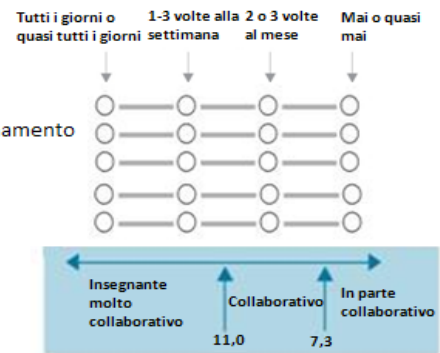 Tutti i giorni o quasi tutti i giorni
1-3 volte alla settimana
2 o 3 volte al mese
Mai o quasi mai
amento
Insegnante molto collaborativo
Collaborativo
In parte collaborativo
11,0
7,3